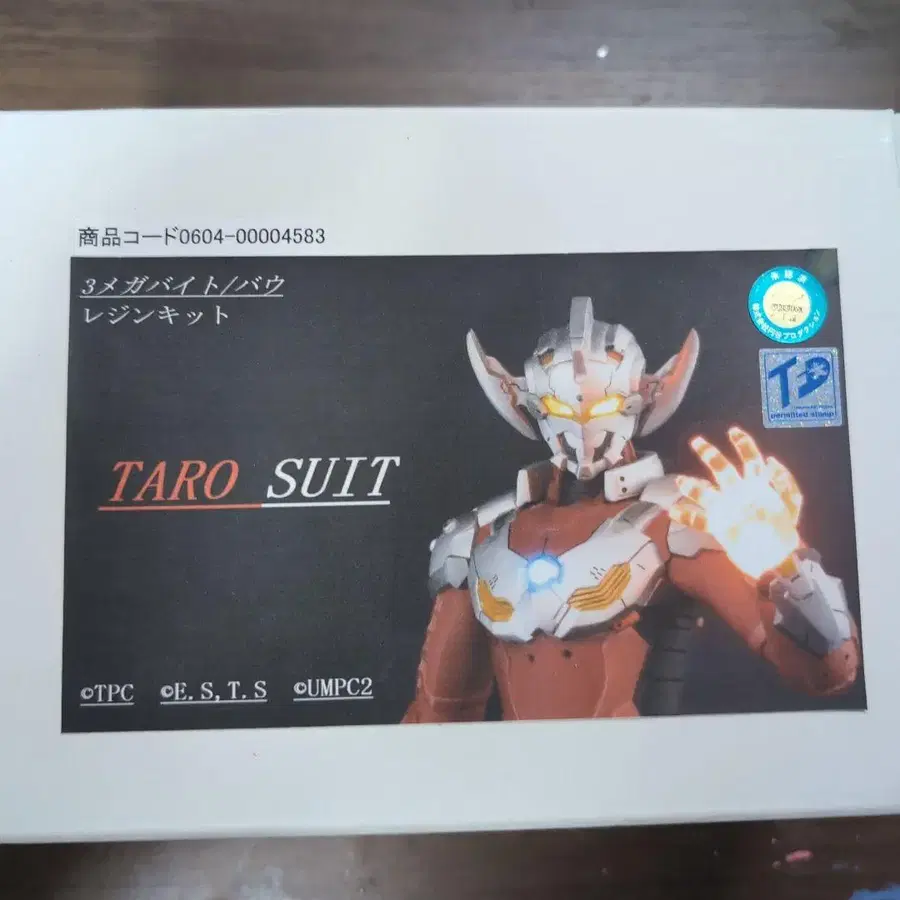 商品コード0604-00004583
3メガバイト/バウ
レジンキット
TARO SUIT
©TPC ©E.S,T.S ©UMPC2
permitted stamp